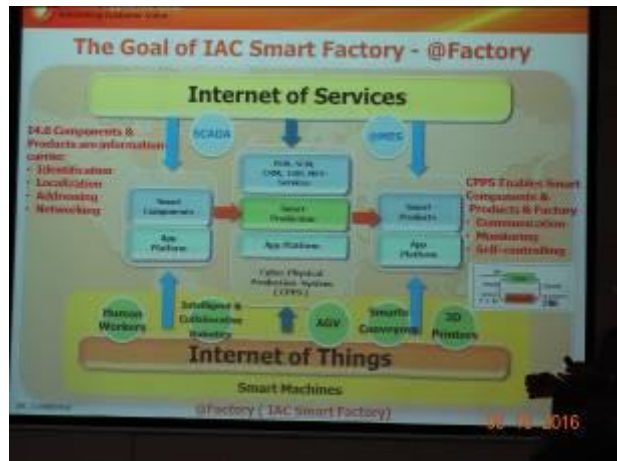 The Goal of IAC Smart Factory - @Factory
Internet of Services
SCADA
@MES
I4.0 Components &
Products are information
carrier:
• Identification
• Localization
• Addressing
• Networking
Services
Smart
Components
App
Platform
Smart
Production
App Platform
Cyber Physical
Production System
(CPPS)
Smart
Products
App
Platform
CPPS Enables Smart
Components &
Products & Factory
• Communication
• Monitoring
• Self-controlling
Human
Workers
Intelligent &
Collaborative
Robotics
AGV
Smart
Conveyors
3D
Printers
Internet of Things
Smart Machines
@Factory ( IAC Smart Factory)
2016